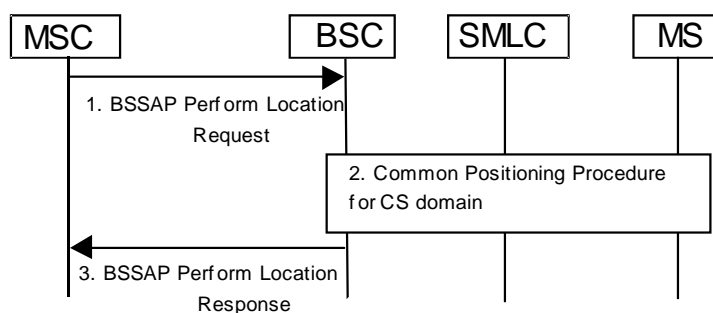 MSC
BSC
SMLC
MS
1. BSSAP Perform Location
Request
2. Common Positioning Procedure
for CS domain
3. BSSAP Perform Location
Response